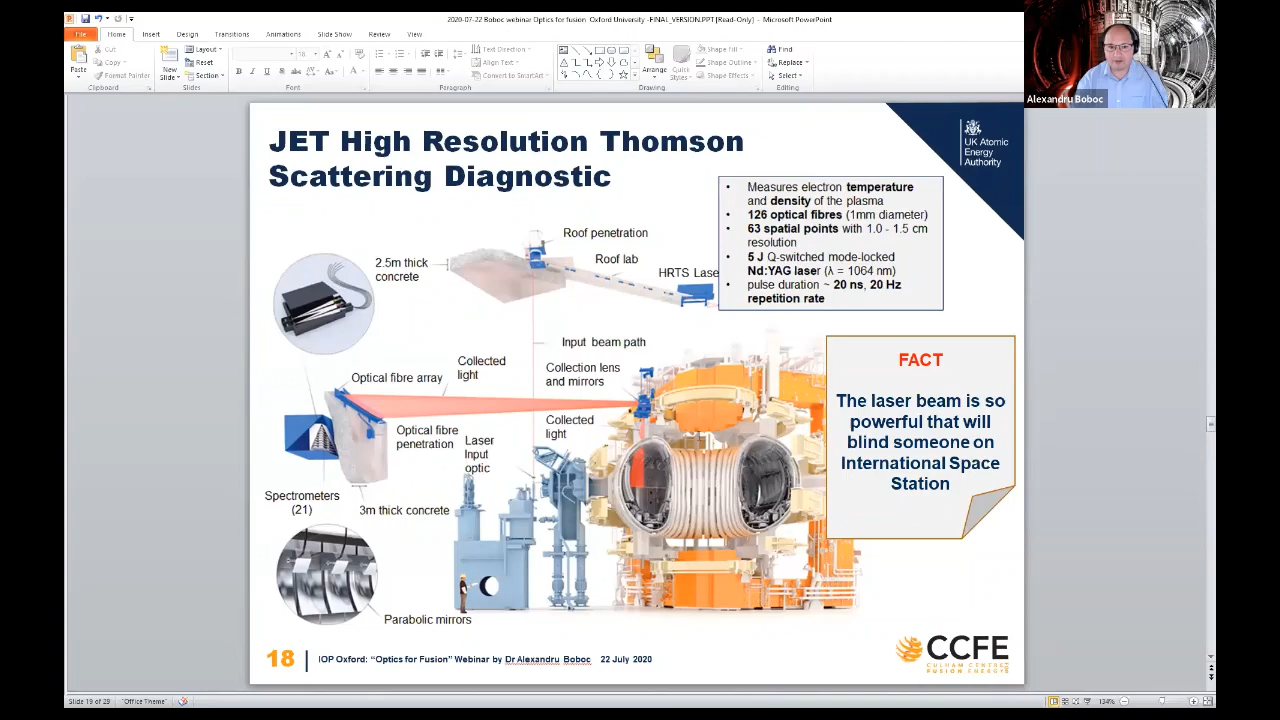 2020-07-22 Boboc webinar Optics for fusion Oxford University -FINAL_VERSION.PPT [Read-Only] - Microsoft PowerPoint
File Home Insert Design Transitions Animations Slide Show Review View
Paste
Cut
Copy
Format Painter
Clipboard
New
Slide
Layout
Reset
Section
Slides
Font
Text Direction
Align Text
Convert to SmartArt
Paragraph
Arrange
Quick
Styles
Shape Fill
Shape Outline
Shape Effects
Drawing
Find
Replace
Select
Editing
Alexandru Boboc
JET High Resolution Thomson
Scattering Diagnostic
UK Atomic
Energy
Authority
• Measures electron temperature
and density of the plasma
• 126 optical fibres (1mm diameter)
• 63 spatial points with 1.0 - 1.5 cm
resolution
• 5 J Q-switched mode-locked
Nd:YAG laser (λ = 1064 nm)
• pulse duration ~ 20 ns, 20 Hz
repetition rate
Roof penetration
Roof lab
HRTS Lase
2.5m thick
concrete
Input beam path
Collected
light
Collection lens
and mirrors
Optical fibre array
Collected
light
Optical fibre
penetration
Laser
Input
optic
Spectrometers
(21)
3m thick concrete
Parabolic mirrors
FACT
The laser beam is so
powerful that will
blind someone on
International Space
Station
18 IOP Oxford: “Optics for Fusion” Webinar by Dr Alexandru Boboc 22 July 2020
CCFE
CULHAM CENTRE
FUSION ENERGY
Slide 19 of 29 "Office Theme" 134%